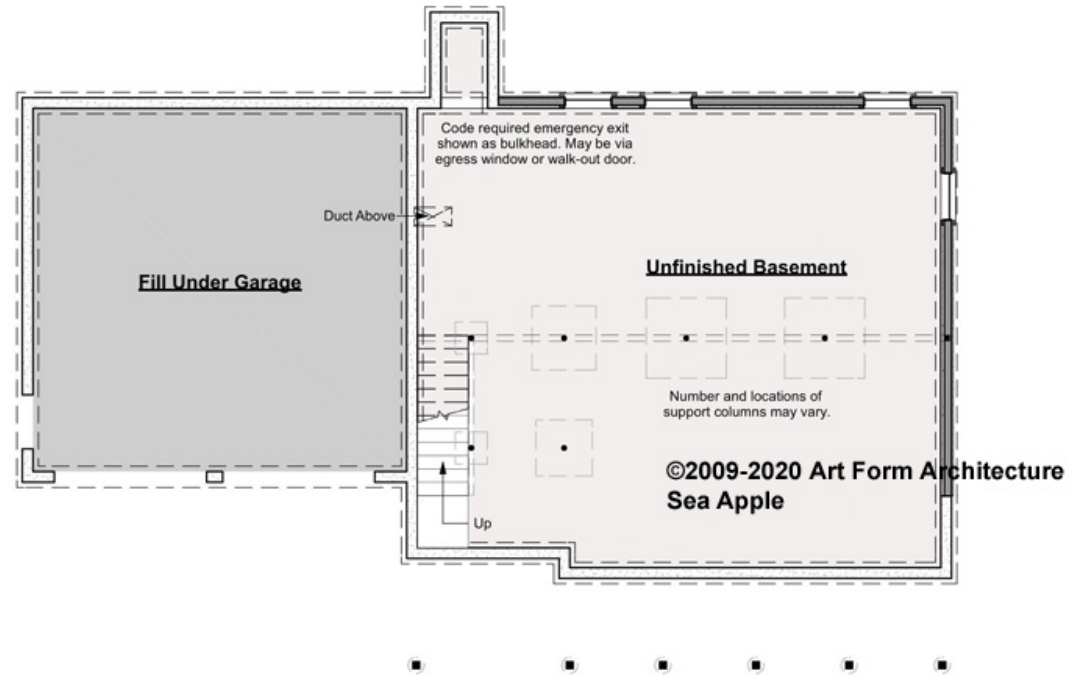 Code required emergency exit
shown as bulkhead. May be via
egress window or walk-out door.
Duct Above
Fill Under Garage
Unfinished Basement
Number and locations of
support columns may vary.
©2009-2020 Art Form Architecture
Sea Apple
Up